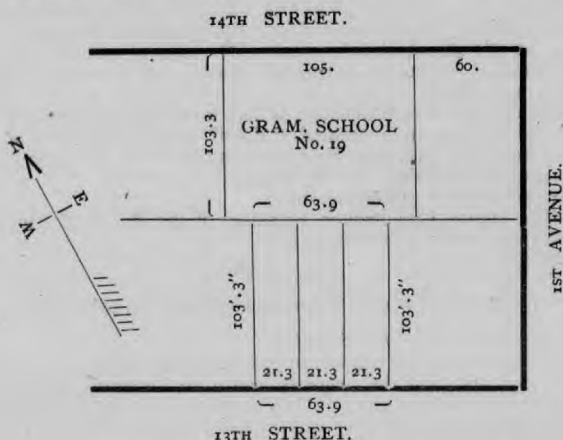 14TH STREET.
105.
60.
103.3
GRAM. SCHOOL
No. 19
63.9
N
E
W
1ST AVENUE.
103'.3"
103'.3"
21.3 21.3 21.3
63.9
13TH STREET.